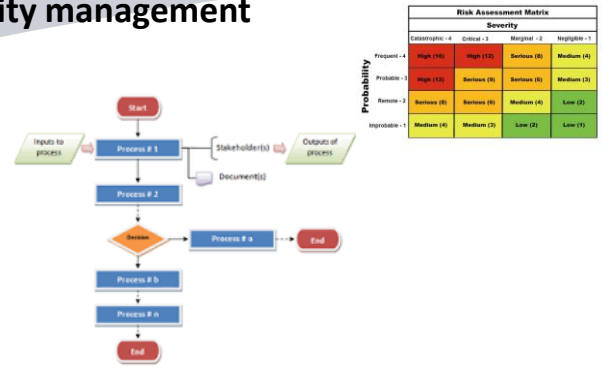 ity management
Risk Assessment Matrix
Severity
Catastrophic - 4 Critical - 3 Marginal - 2 Negligible - 1
Probability
Frequent - 4 High (16) High (12) Serious (8) Medium (4)
Probable - 3 High (12) Serious (9) Serious (6) Medium (3)
Remote - 2 Serious (8) Serious (6) Medium (4) Low (2)
Improbable - 1 Medium (4) Medium (3) Low (2) Low (1)
Start
Inputs to
process
Process # 1
Stakeholder(s)
Outputs of
process
Document(s)
Process # 2
Decision
Process # a
End
Process # b
Process # n
End